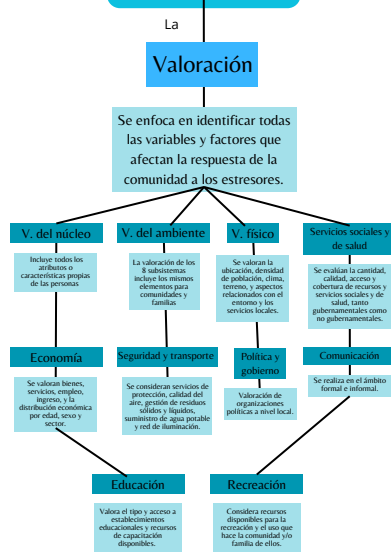 La
Valoración
Se enfoca en identificar todas
las variables y factores que
afectan la respuesta de la
comunidad a los estresores.
V. del núcleo
Incluye todos los
atributos o
características propias
de las personas
V. del ambiente
La valoración de los
8 subsistemas
incluye los mismos
elementos para
comunidades y
familias
V. físico
Se valoran la
ubicación, densidad
de población, clima,
terreno, y aspectos
relacionados con el
entorno y los
servicios locales.
Servicios sociales y
de salud
Se evalúan la cantidad,
calidad, acceso y
cobertura de recursos y
servicios sociales y de
salud, tanto
gubernamentales como
no gubernamentales.
Economía
Se valoran bienes,
servicios, empleo,
ingreso, y la
distribución económica
por edad, sexo y
sector.
Seguridad y transporte
Se consideran servicios de
protección, calidad del
aire, gestión de residuos
sólidos y líquidos,
suministro de agua potable
y red de iluminación.
Política y
gobierno
Valoración de
organizaciones
políticas a nivel local.
Comunicación
Se realiza en el ámbito
formal e informal.
Educación
Valora el tipo y acceso a
establecimientos
educacionales y recursos
de capacitación
disponibles.
Recreación
Considera recursos
disponibles para la
recreación y el uso que
hace la comunidad y/o
familia de ellos.